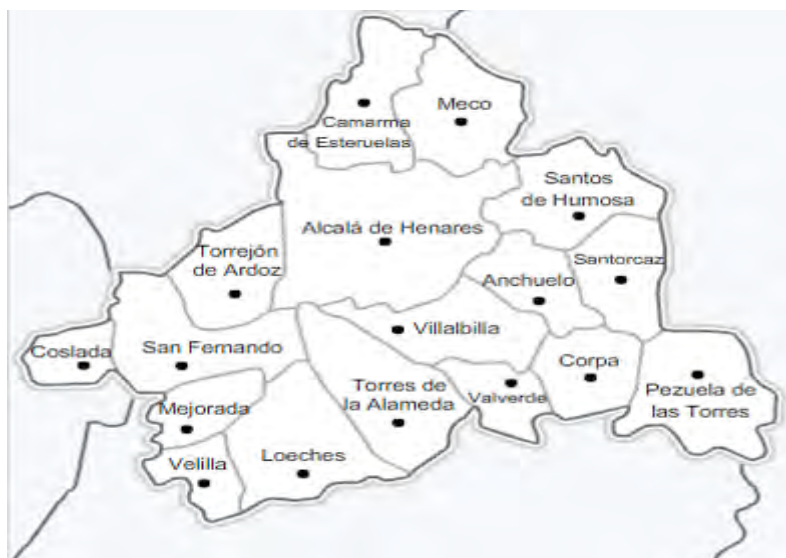 Meco
Camarma
de Esteruelas
Santos
de Humosa
Alcalá de Henares
Torrejón
de Ardoz
Santorcaz
Anchuelo
Villalbilla
Coslada
San Fernando
Corpa
Torres de
la Alameda
Valverde
Pezuela de
las Torres
Mejorada
Loeches
Velilla